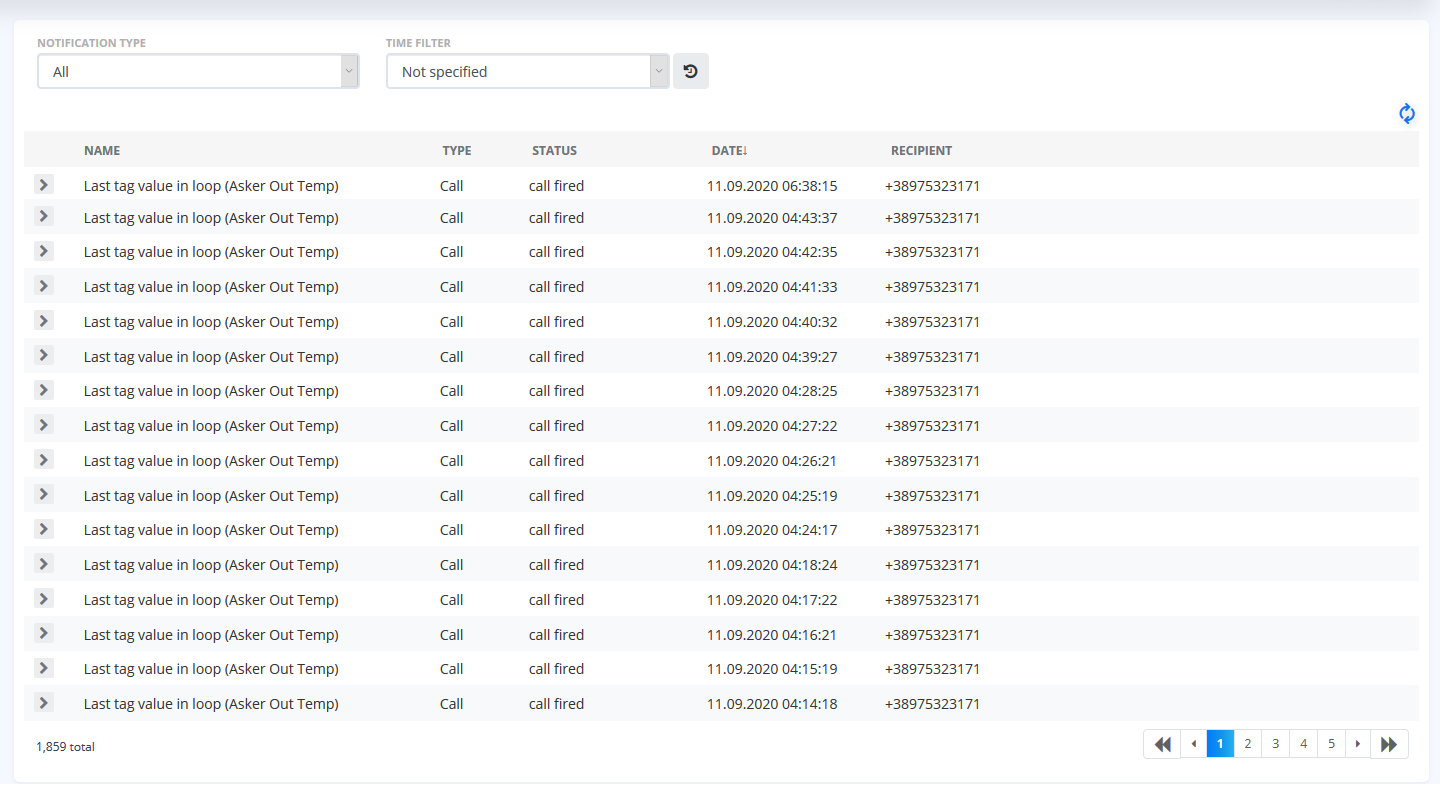 NOTIFICATION TYPE TIME FILTER
All Not specified
NAME TYPE STATUS DATE↓ RECIPIENT
Last tag value in loop (Asker Out Temp) Call call fired 11.09.2020 06:38:15 +38975323171
Last tag value in loop (Asker Out Temp) Call call fired 11.09.2020 04:43:37 +38975323171
Last tag value in loop (Asker Out Temp) Call call fired 11.09.2020 04:42:35 +38975323171
Last tag value in loop (Asker Out Temp) Call call fired 11.09.2020 04:41:33 +38975323171
Last tag value in loop (Asker Out Temp) Call call fired 11.09.2020 04:40:32 +38975323171
Last tag value in loop (Asker Out Temp) Call call fired 11.09.2020 04:39:27 +38975323171
Last tag value in loop (Asker Out Temp) Call call fired 11.09.2020 04:28:25 +38975323171
Last tag value in loop (Asker Out Temp) Call call fired 11.09.2020 04:27:22 +38975323171
Last tag value in loop (Asker Out Temp) Call call fired 11.09.2020 04:26:21 +38975323171
Last tag value in loop (Asker Out Temp) Call call fired 11.09.2020 04:25:19 +38975323171
Last tag value in loop (Asker Out Temp) Call call fired 11.09.2020 04:24:17 +38975323171
Last tag value in loop (Asker Out Temp) Call call fired 11.09.2020 04:18:24 +38975323171
Last tag value in loop (Asker Out Temp) Call call fired 11.09.2020 04:17:22 +38975323171
Last tag value in loop (Asker Out Temp) Call call fired 11.09.2020 04:16:21 +38975323171
Last tag value in loop (Asker Out Temp) Call call fired 11.09.2020 04:15:19 +38975323171
Last tag value in loop (Asker Out Temp) Call call fired 11.09.2020 04:14:18 +38975323171
1,859 total 1 2 3 4 5